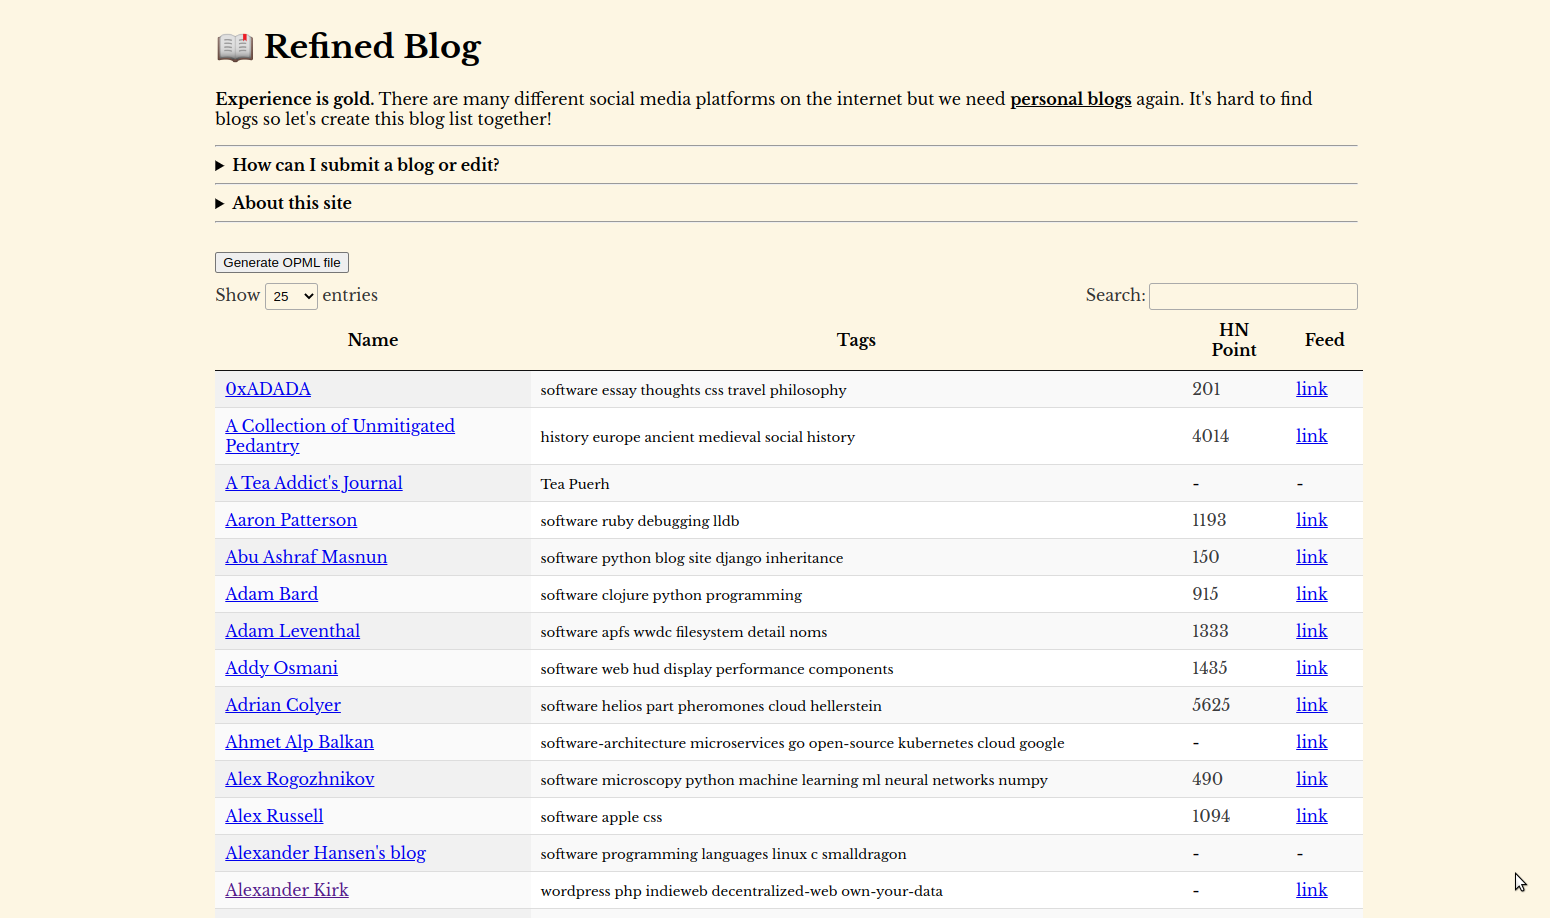 Refined Blog
Experience is gold. There are many different social media platforms on the internet but we need personal blogs again. It's hard to find
blogs so let's create this blog list together!
How can I submit a blog or edit?
About this site
Generate OPML file
Show 25 entries Search:
Name Tags HN Point Feed
0xADADA software essay thoughts css travel philosophy 201 link
A Collection of Unmitigated
Pedantry history europe ancient medieval social history 4014 link
A Tea Addict's Journal Tea Puerh - -
Aaron Patterson software ruby debugging lldb 1193 link
Abu Ashraf Masnun software python blog site django inheritance 150 link
Adam Bard software clojure python programming 915 link
Adam Leventhal software apfs wwdc filesystem detail noms 1333 link
Addy Osmani software web hud display performance components 1435 link
Adrian Colyer software helios part pheromones cloud hellerstein 5625 link
Ahmet Alp Balkan software-architecture microservices go open-source kubernetes cloud google - link
Alex Rogozhnikov software microscopy python machine learning ml neural networks numpy 490 link
Alex Russell software apple css 1094 link
Alexander Hansen's blog software programming languages linux c smalldragon - -
Alexander Kirk wordpress php indieweb decentralized-web own-your-data - link